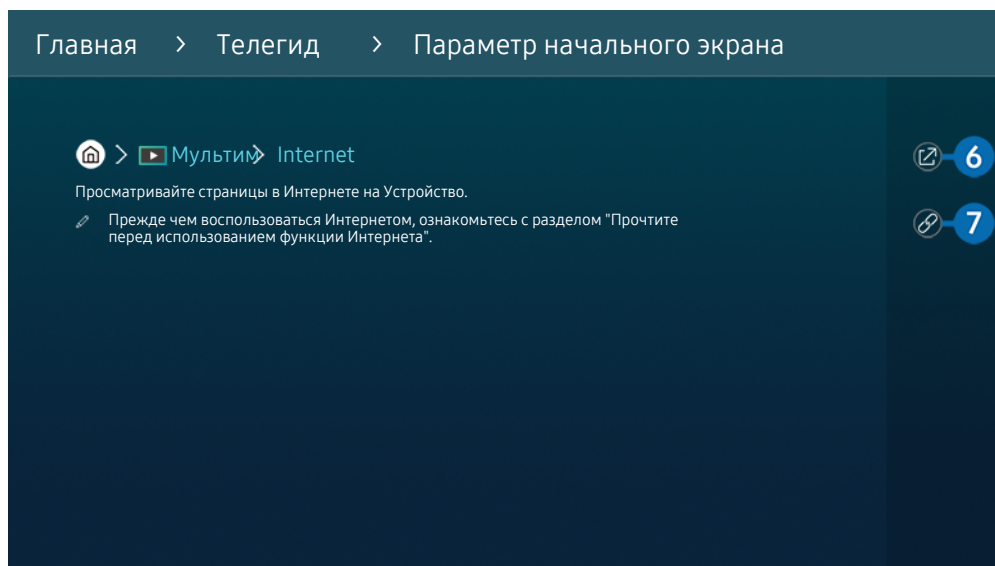 Главная > Телегид > Параметр начального экрана
> Мультим> Internet
6
Просматривайте страницы в Интернете на Устройство.
Прежде чем воспользоваться Интернетом, ознакомьтесь с разделом "Прочтите
перед использованием функции Интернета".
7